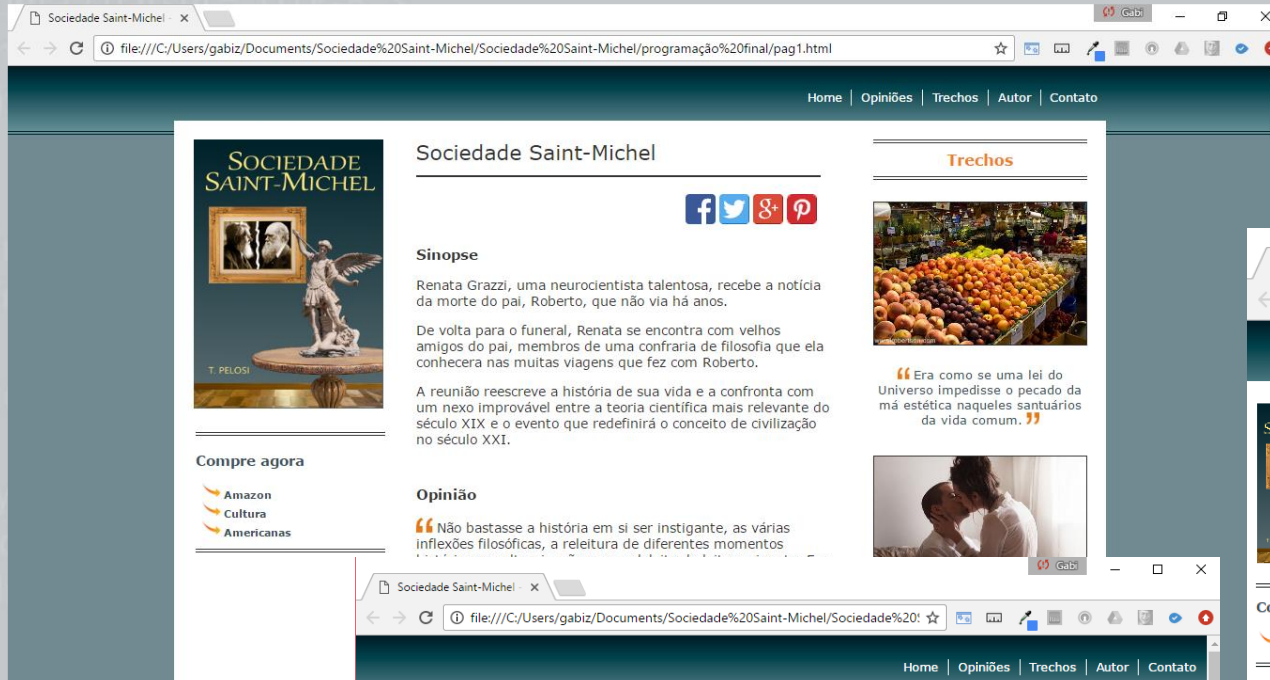 Sociedade Saint-Michel -
Gabi
file:///C:/Users/gabiz/Documents/Sociedade%20Saint-Michel/Sociedade%20Saint-Michel/programação%20final/pag1.html
Home | Opiniões | Trechos | Autor | Contato
SOCIEDADE
SAINT-MICHEL
T. PELOSI
Compre agora
Amazon
Cultura
Americanas
Sociedade Saint-Michel
Sinopse
Renata Grazzi, uma neurocientista talentosa, recebe a notícia
da morte do pai, Roberto, que não via há anos.
De volta para o funeral, Renata se encontra com velhos
amigos do pai, membros de uma confraria de filosofia que ela
conhecera nas muitas viagens que fez com Roberto.
A reunião reescreve a história de sua vida e a confronta com
um nexo improvável entre a teoria científica mais relevante do
século XIX e o evento que redefinirá o conceito de civilização
no século XXI.
Opinião
“ Não bastasse a história em si ser instigante, as várias
inflexões filosóficas, a releitura de diferentes momentos
Trechos
“ Era como se uma lei do
Universo impedisse o pecado da
má estética naqueles santuários
da vida comum. ”
Sociedade Saint-Michel -
Gabi
file:///C:/Users/gabiz/Documents/Sociedade%20Saint-Michel/Sociedade%20
Home | Opiniões | Trechos | Autor | Contato